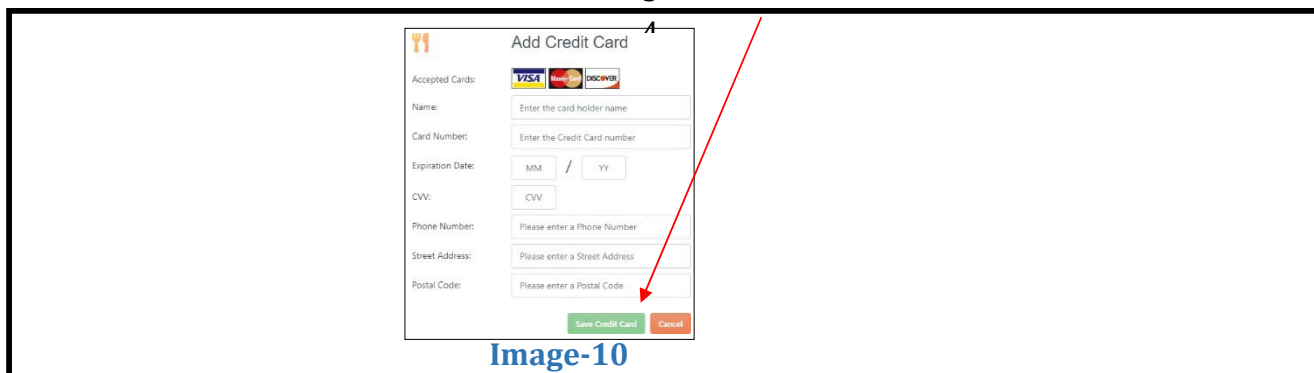 Add Credit Card
Accepted Cards: VISA MasterCard DISCOVER
Name: Enter the card holder name
Card Number: Enter the Credit Card number
Expiration Date: MM / YY
CVV: CVV
Phone Number: Please enter a Phone Number
Street Address: Please enter a Street Address
Postal Code: Please enter a Postal Code
Save Credit Card Cancel
Image-10